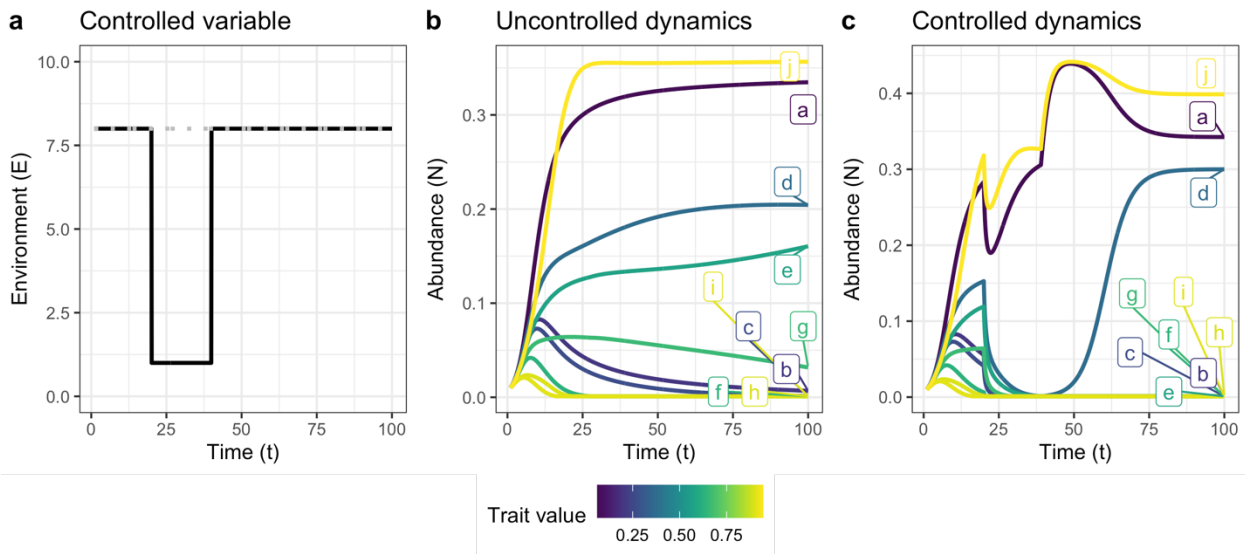 a Controlled variable
Environment (E)
10.0
7.5
5.0
2.5
0.0
0 25 50 75 100
Time (t)
b Uncontrolled dynamics
Abundance (N)
0.3
0.2
0.1
0.0
j
a
d
e
i
c
g
b
f h
0 25 50 75 100
Time (t)
c Controlled dynamics
Abundance (N)
0.4
0.3
0.2
0.1
0.0
j
a
d
g i
f h
c b
e
0 25 50 75 100
Time (t)
Trait value
0.25 0.50 0.75